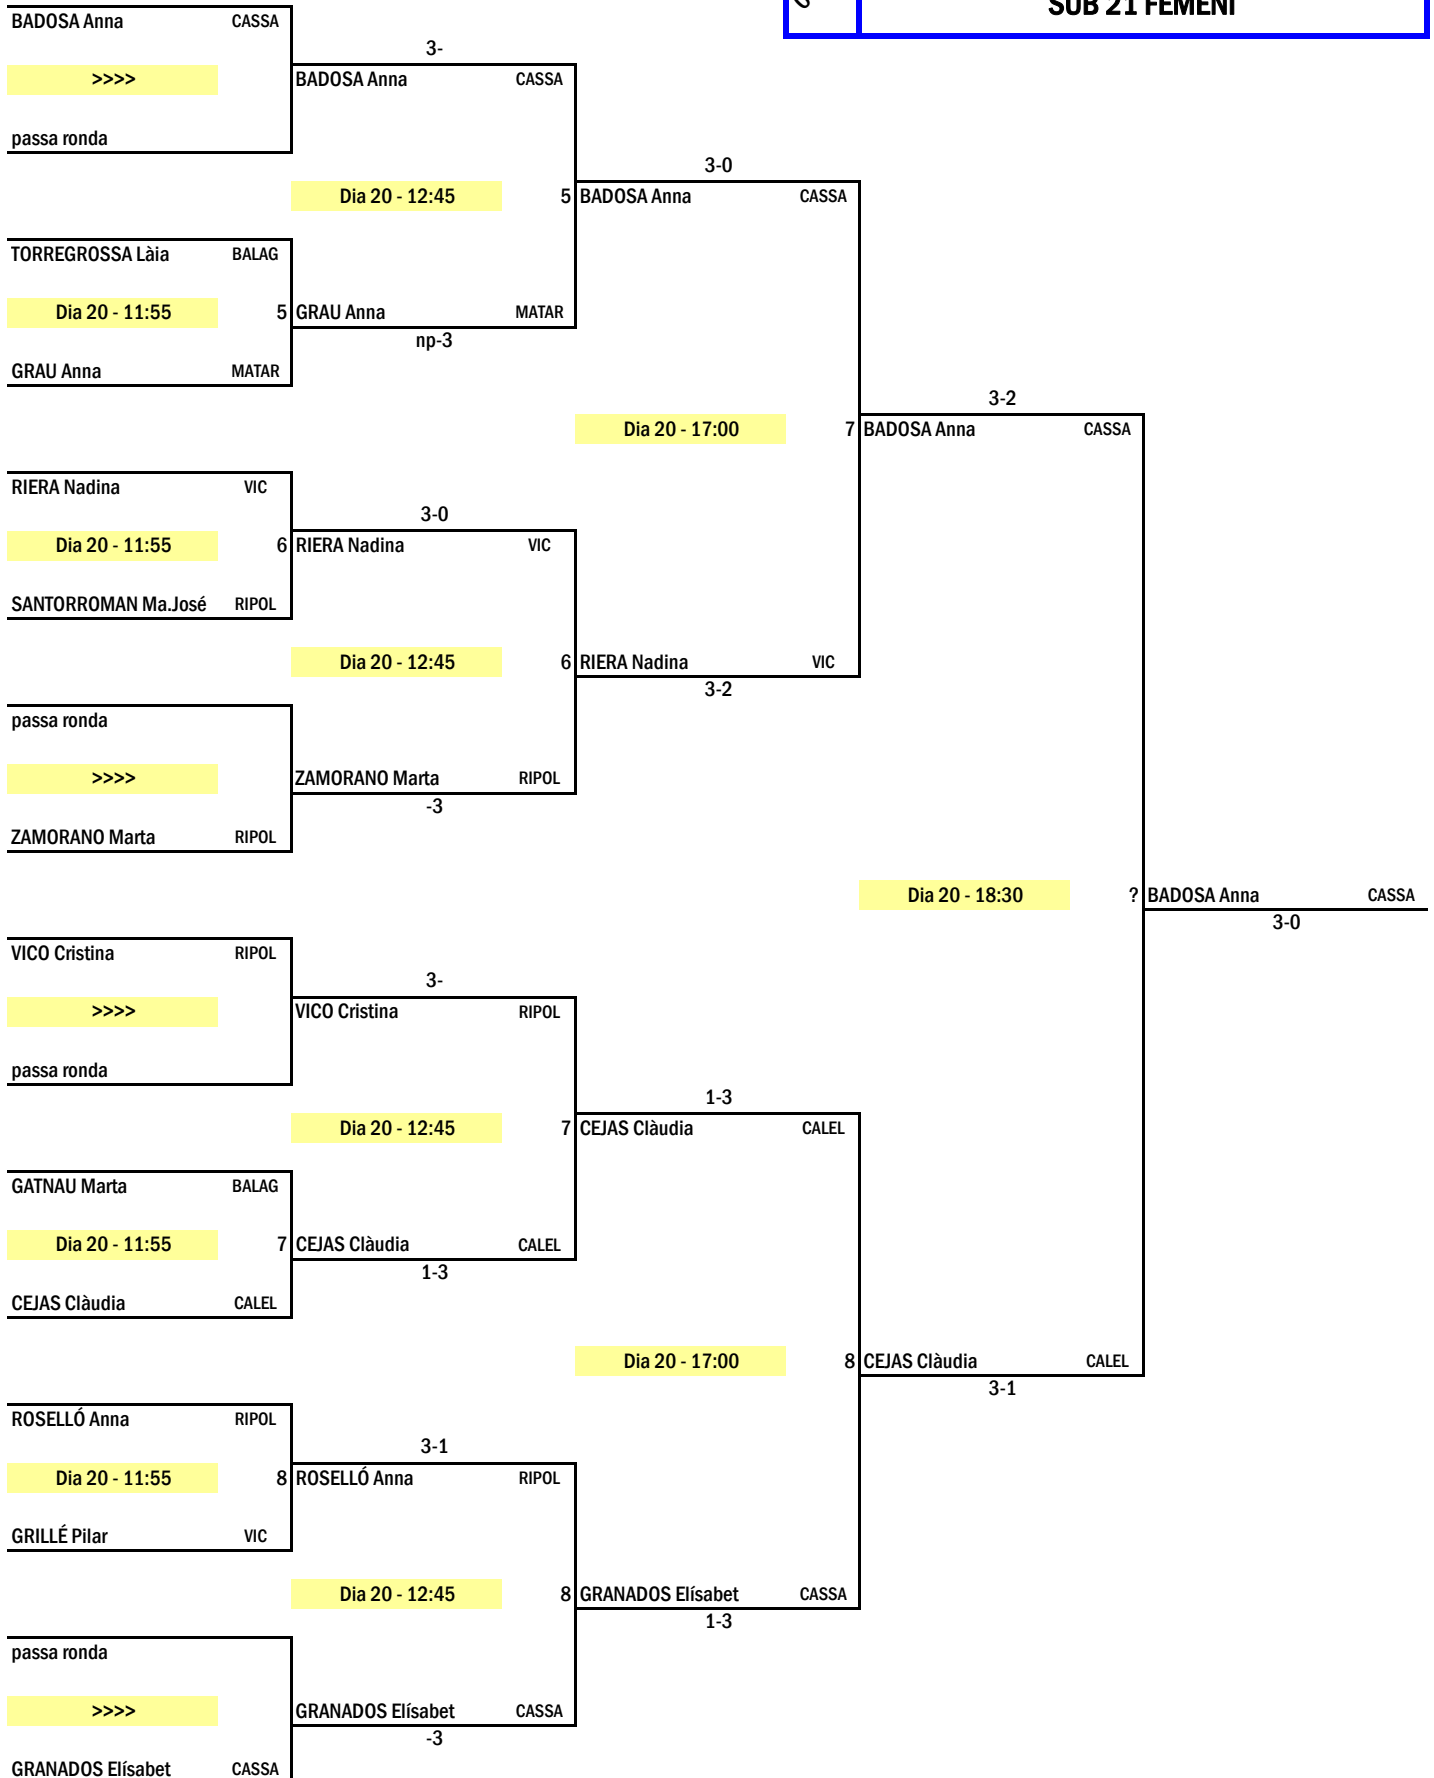 SUB 21 FEMENÍ
BADOSA Anna CASSA
3-
>>>> BADOSA Anna CASSA
passa ronda
3-0
Dia 20 - 12:45 5 BADOSA Anna CASSA
TORREGROSSA Làia BALAG
Dia 20 - 11:55 5 GRAU Anna MATAR
np-3
GRAU Anna MATAR
3-2
Dia 20 - 17:00 7 BADOSA Anna CASSA
RIERA Nadina VIC
3-0
Dia 20 - 11:55 6 RIERA Nadina VIC
SANTORROMAN Ma.José RIPOL
Dia 20 - 12:45 6 RIERA Nadina VIC
3-2
passa ronda
>>>> ZAMORANO Marta RIPOL
-3
ZAMORANO Marta RIPOL
Dia 20 - 18:30 ? BADOSA Anna CASSA
3-0
VICO Cristina RIPOL
3-
>>>> VICO Cristina RIPOL
passa ronda
1-3
Dia 20 - 12:45 7 CEJAS Clàudia CALEL
GATNAU Marta BALAG
Dia 20 - 11:55 7 CEJAS Clàudia CALEL
1-3
CEJAS Clàudia CALEL
Dia 20 - 17:00 8 CEJAS Clàudia CALEL
3-1
ROSELLÓ Anna RIPOL
3-1
Dia 20 - 11:55 8 ROSELLÓ Anna RIPOL
GRILLÉ Pilar VIC
Dia 20 - 12:45 8 GRANADOS Elísabet CASSA
1-3
passa ronda
>>>> GRANADOS Elísabet CASSA
-3
GRANADOS Elísabet CASSA